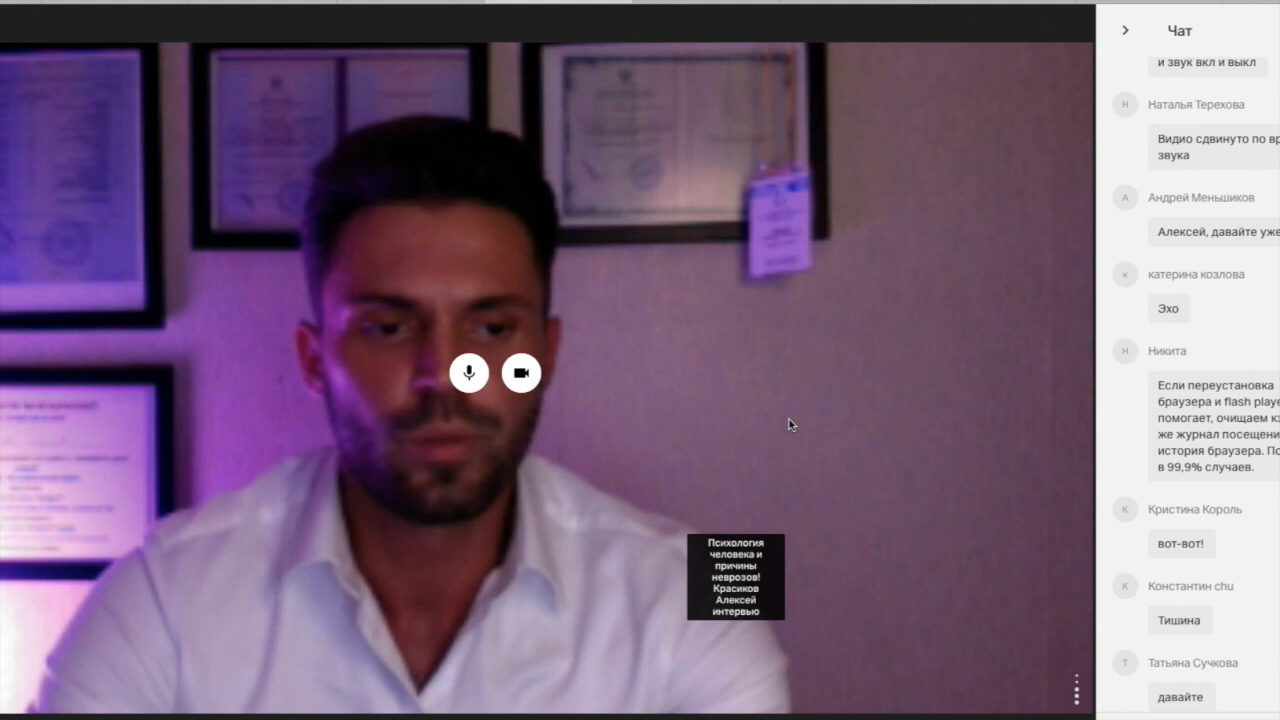 Чат
и звук вкл и выкл
Наталья Терехова
Видио сдвинуто по вр
звука
Андрей Меньшиков
Алексей, давайте уже
катерина козлова
Эхо
Никита
Если переустановка
браузера и flash playe
помогает, очищаем кэ
же журнал посещени
история браузера. По
в 99,9% случаев.
Кристина Король
вот-вот!
Константин chu
Тишина
Татьяна Сучкова
давайте
Психология
человека и
причины
неврозов!
Красиков
Алексей
интервью